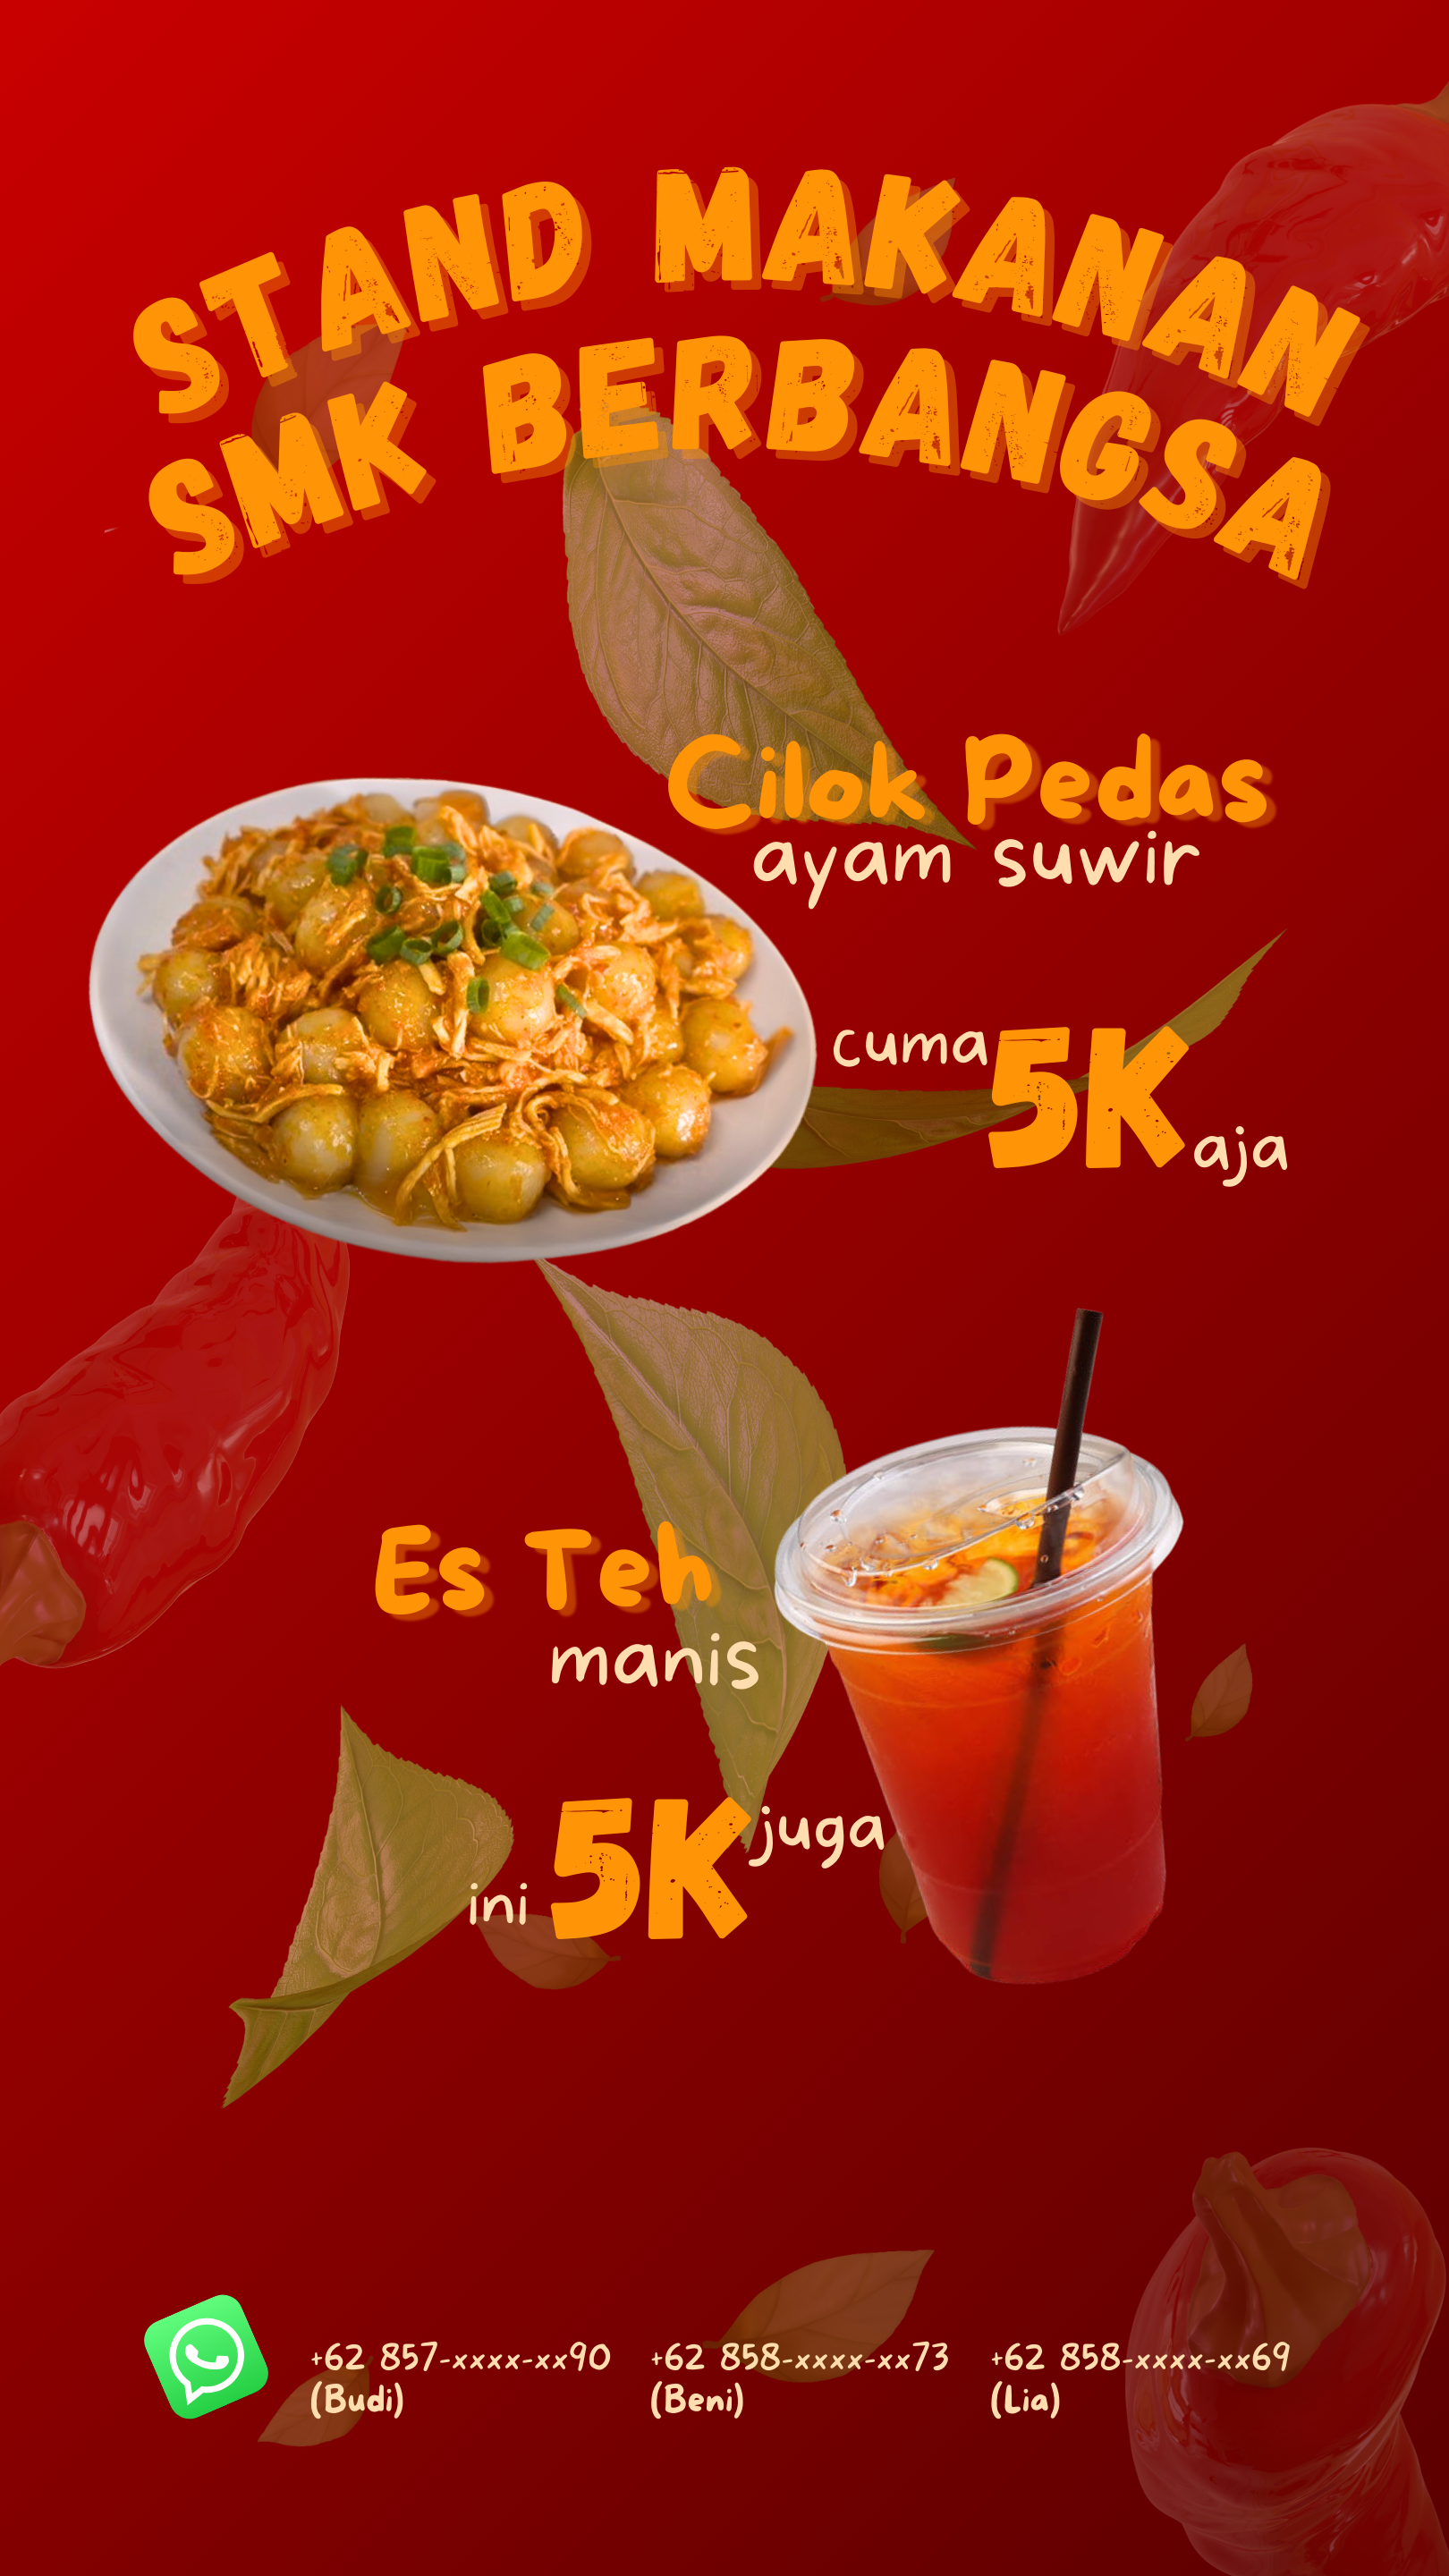 STAND MAKANAN
SMK BERBANGSA
Cilok Pedas
ayam suwir
cuma 5K aja
Es Teh
manis
ini 5K juga
+62 857-xxxx-xx90
(Budi)
+62 858-xxxx-xx73
(Beni)
+62 858-xxxx-xx69
(Lia)